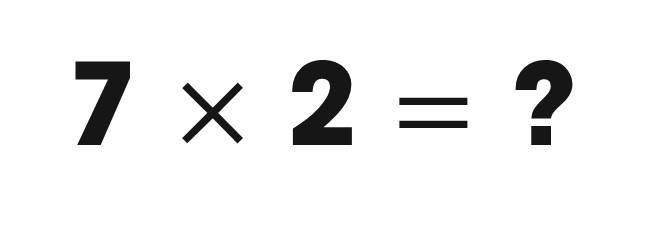 7 × 2 = ?